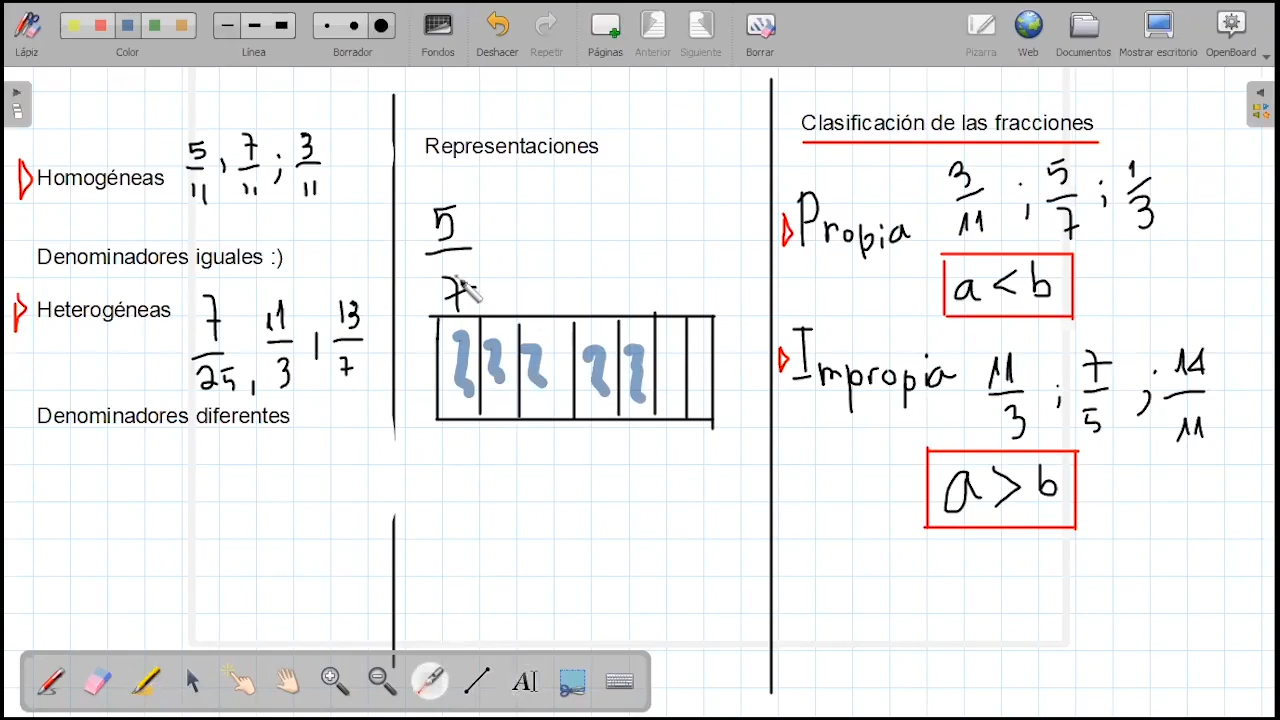 Lápiz Color Línea Borrador Fondos Deshacer Repetir Páginas Anterior Siguiente Borrar Pizarra Web Documentos Mostrar escritorio OpenBoard
Homogéneas 5/11 , 7/11 ; 3/11
Denominadores iguales :)
Heterogéneas 7/25 , 11/3 , 13/7
Denominadores diferentes
Representaciones
5/7
Clasificación de las fracciones
Propia 3/11 ; 5/7 ; 1/3
a < b
Impropia 11/3 ; 7/5 ; 14/11
a > b
AI